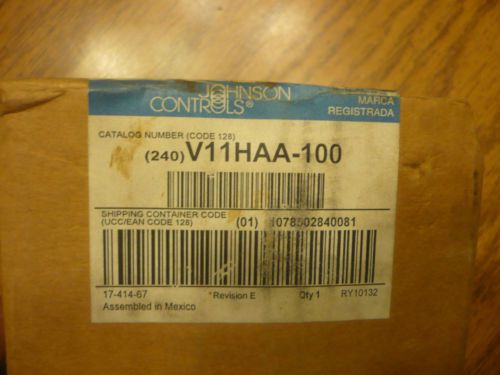 JOHNSON
CONTROLS®
MARCA
REGISTRADA
CATALOG NUMBER (CODE 128)
(240) V11HAA-100
SHIPPING CONTAINER CODE
(UCC/EAN CODE 128) (01) 1078502840081
17-414-67 *Revision E Qty 1 RY10132
Assembled in Mexico